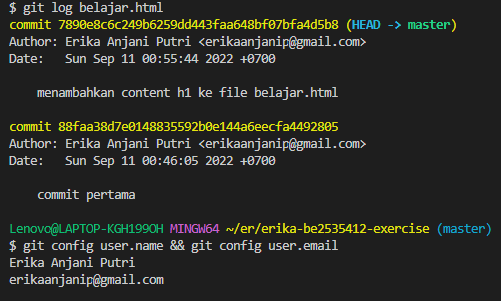 $ git log belajar.html
commit 7890e8c6c249b6259dd443faa648bf07bfa4d5b8 (HEAD -> master)
Author: Erika Anjani Putri <erikaanjanip@gmail.com>
Date:   Sun Sep 11 00:55:44 2022 +0700
    menambahkan content h1 ke file belajar.html
commit 88faa38d7e0148835592b0e144a6eecfa4492805
Author: Erika Anjani Putri <erikaanjanip@gmail.com>
Date:   Sun Sep 11 00:46:05 2022 +0700
    commit pertama
Lenovo@LAPTOP-KGH199OH MINGW64 ~/er/erika-be2535412-exercise (master)
$ git config user.name && git config user.email
Erika Anjani Putri
erikaanjanip@gmail.com